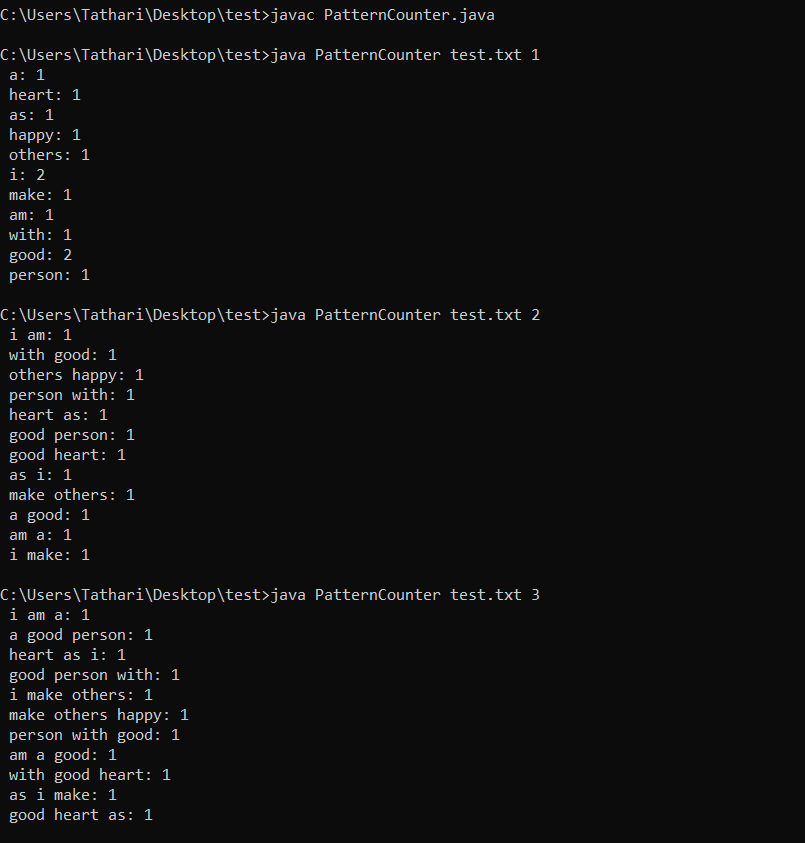 C:\Users\Tathari\Desktop\test>javac PatternCounter.java
C:\Users\Tathari\Desktop\test>java PatternCounter test.txt 1
a: 1
heart: 1
as: 1
happy: 1
others: 1
i: 2
make: 1
am: 1
with: 1
good: 2
person: 1
C:\Users\Tathari\Desktop\test>java PatternCounter test.txt 2
i am: 1
with good: 1
others happy: 1
person with: 1
heart as: 1
good person: 1
good heart: 1
as i: 1
make others: 1
a good: 1
am a: 1
i make: 1
C:\Users\Tathari\Desktop\test>java PatternCounter test.txt 3
i am a: 1
a good person: 1
heart as i: 1
good person with: 1
i make others: 1
make others happy: 1
person with good: 1
am a good: 1
with good heart: 1
as i make: 1
good heart as: 1